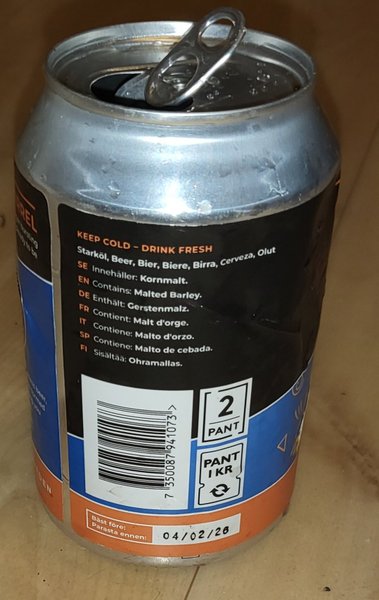 KEEP COLD – DRINK FRESH
Starköl, Beer, Bier, Biere, Birra, Cerveza, Olut
SE Innehåller: Kornmalt.
EN Contains: Malted Barley.
DE Enthält: Gerstenmalz.
FR Contient: Malt d'orge.
IT Contiene: Malto d'orzo.
SP Contiene: Malto de cebada.
FI Sisältää: Ohramallas.
2
PANT
PANT
1 KR
7 350087 941073 >
Bäst före:
Parasta ennen:
04/02/26